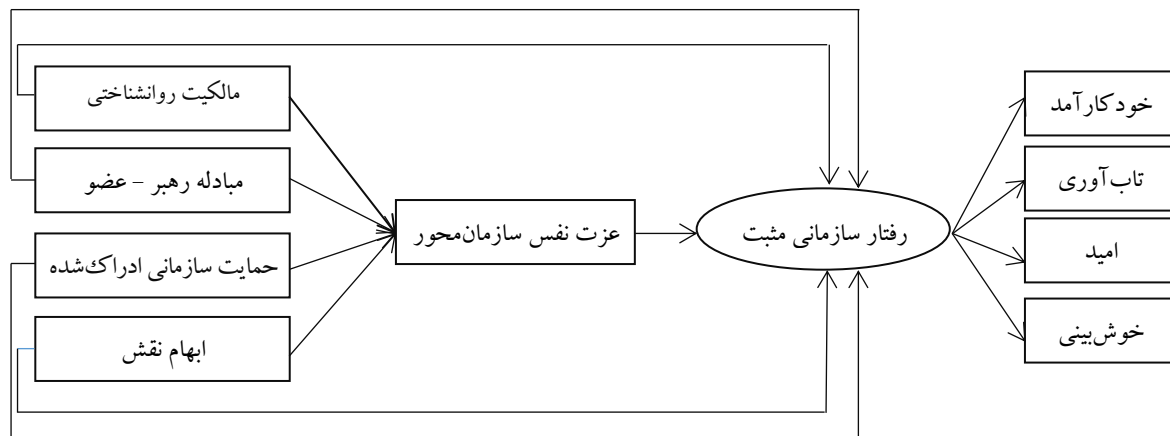 مالکیت روانشناختی
مبادله رهبر – عضو
حمایت سازمانی ادراک‌شده
ابهام نقش
عزت نفس سازمان‌محور
رفتار سازمانی مثبت
خودکارآمد
تاب‌آوری
امید
خوش‌بینی